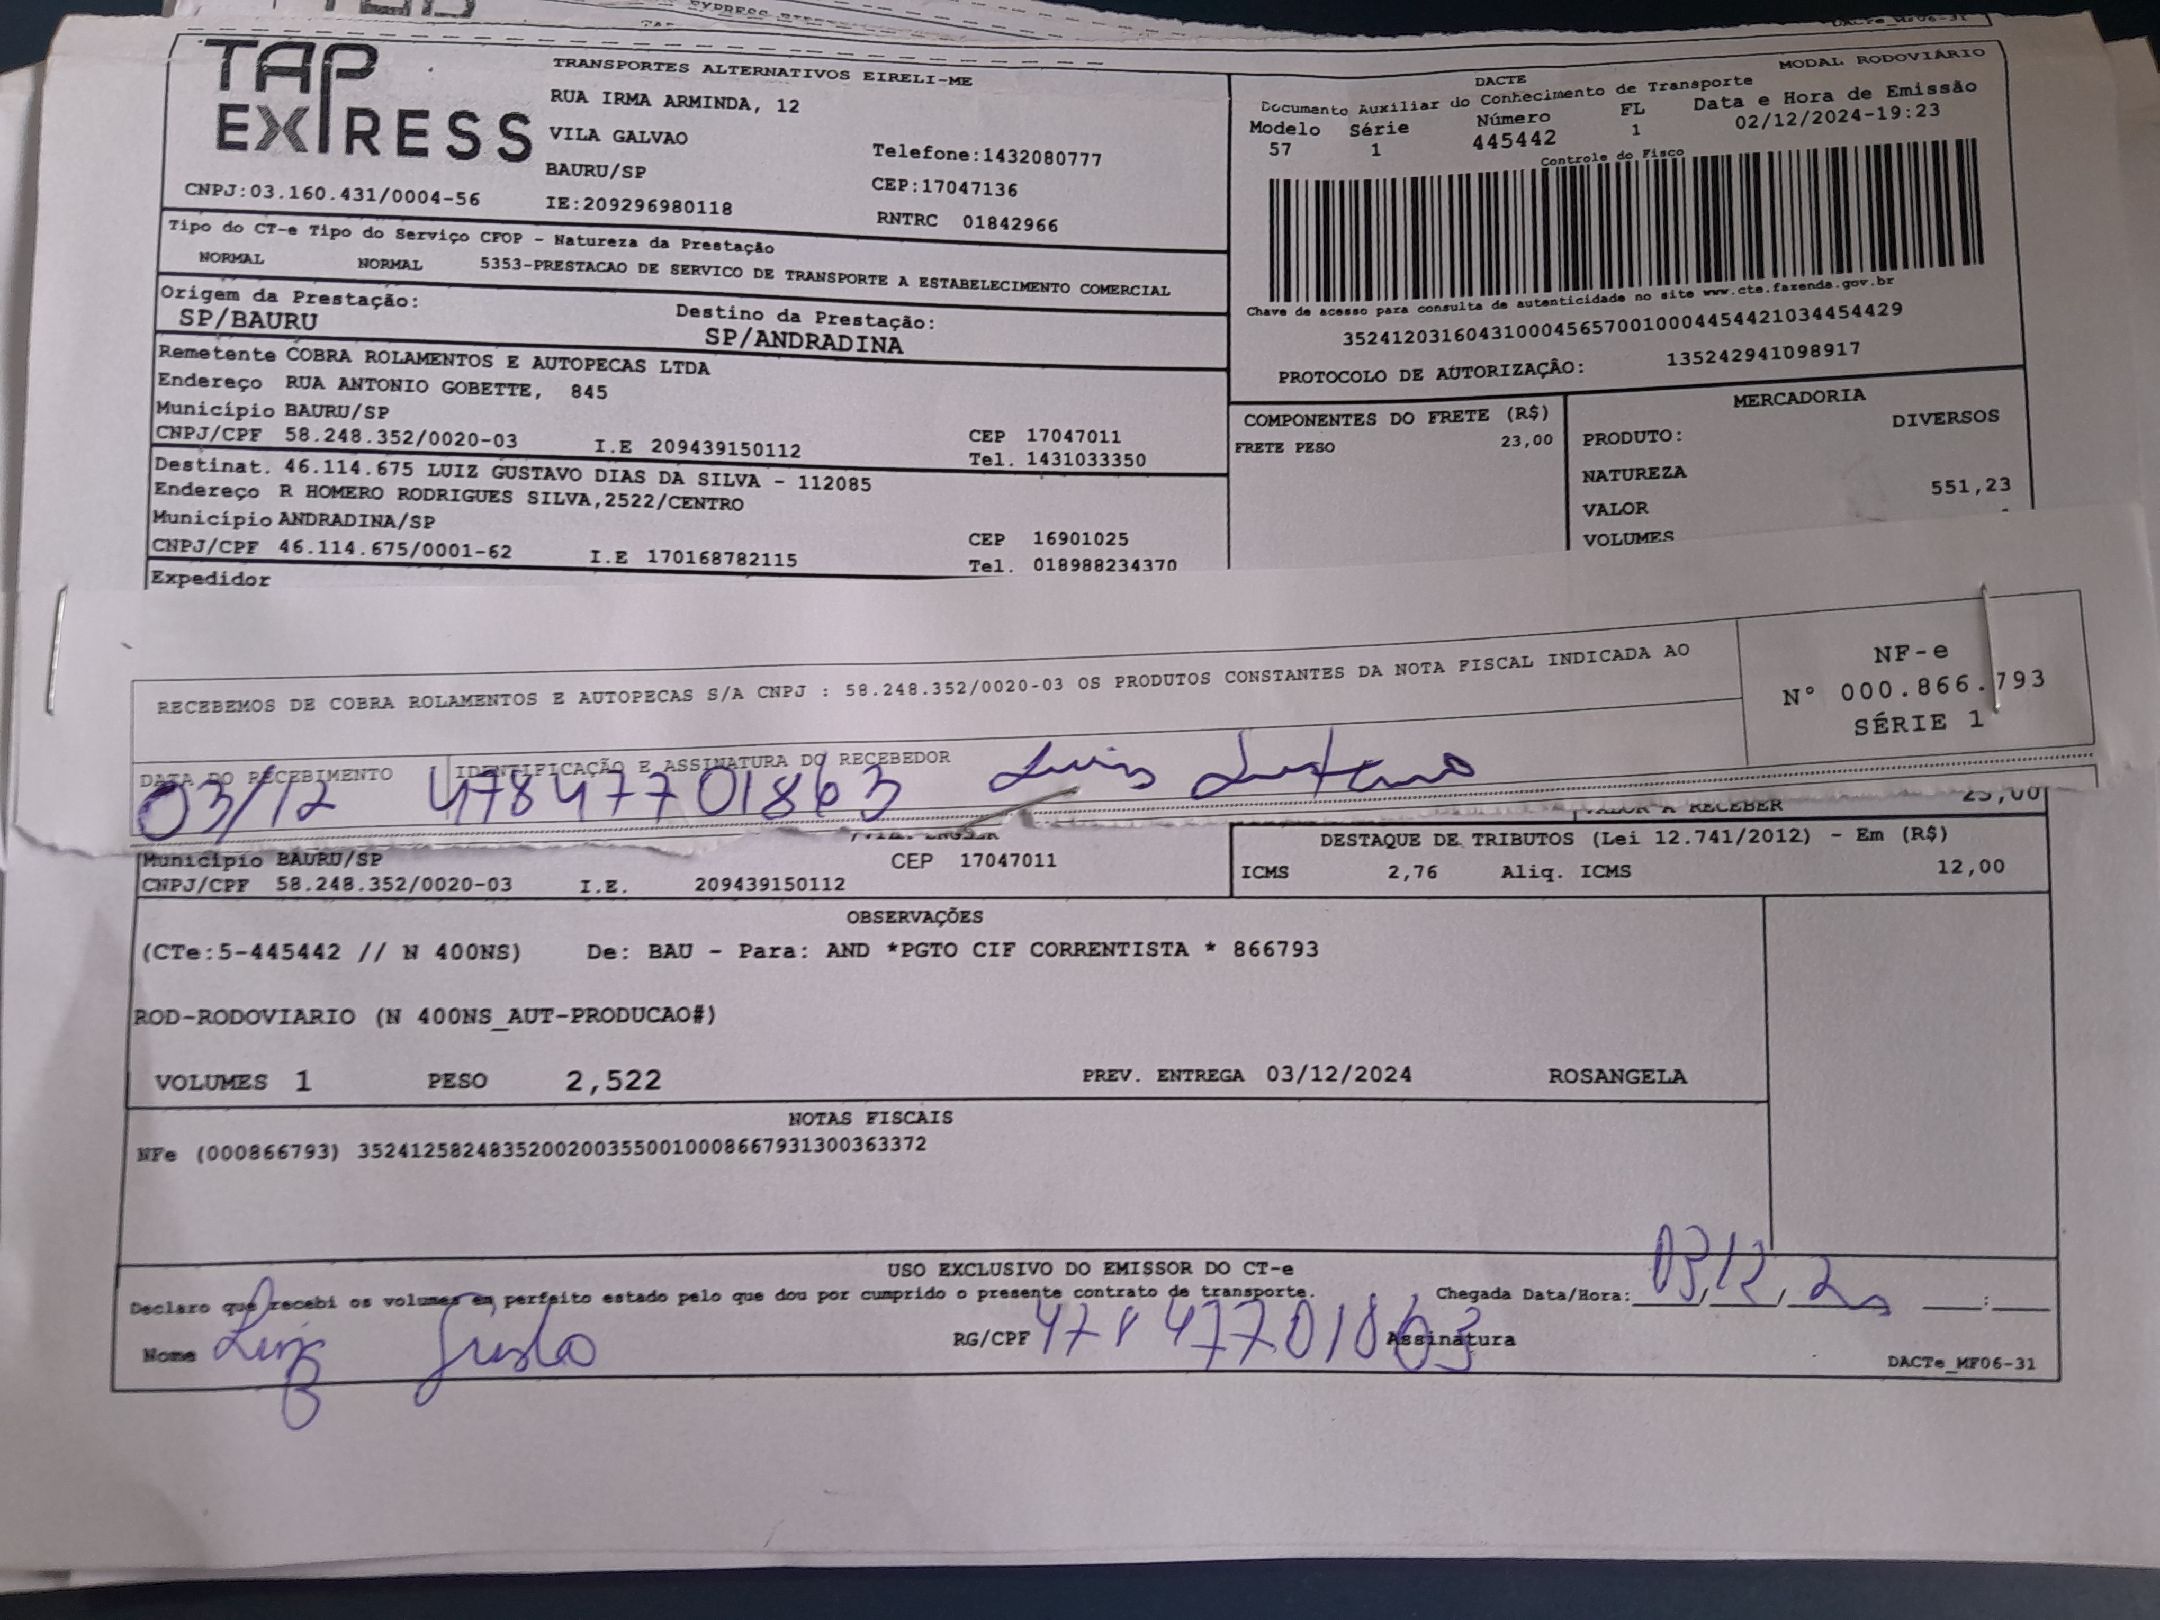 TAP EXPRESS
TRANSPORTES ALTERNATIVOS EIRELI-ME
RUA IRMA ARMINDA, 12
VILA GALVAO
BAURU/SP
Telefone:1432080777
CEP:17047136
CNPJ:03.160.431/0004-56
IE:209296980118
RNTRC 01842966
MODAL RODOVIÁRIO
DACTE
Documento Auxiliar do Conhecimento de Transporte
Modelo Série Número FL Data e Hora de Emissão
57 1 445442 1 02/12/2024-19:23
Controle do Fisco
Chave de acesso para consulta de autenticidade no site www.cte.fazenda.gov.br
35241203160431000456570010004454421034454429
PROTOCOLO DE AUTORIZAÇÃO: 135242941098917
Tipo do CT-e Tipo do Serviço CFOP - Natureza da Prestação
NORMAL NORMAL 5353-PRESTACAO DE SERVICO DE TRANSPORTE A ESTABELECIMENTO COMERCIAL
Origem da Prestação: Destino da Prestação:
SP/BAURU SP/ANDRADINA
Remetente COBRA ROLAMENTOS E AUTOPECAS LTDA
Endereço RUA ANTONIO GOBETTE, 845
Município BAURU/SP CEP 17047011
CNPJ/CPF 58.248.352/0020-03 I.E 209439150112 Tel. 1431033350
Destinat. 46.114.675 LUIZ GUSTAVO DIAS DA SILVA - 112085
Endereço R HOMERO RODRIGUES SILVA,2522/CENTRO
Município ANDRADINA/SP CEP 16901025
CNPJ/CPF 46.114.675/0001-62 I.E 170168782115 Tel. 018988234370
Expedidor
COMPONENTES DO FRETE (R$)
FRETE PESO 23,00
MERCADORIA
PRODUTO: DIVERSOS
NATUREZA
VALOR 551,23
VOLUMES
RECEBEMOS DE COBRA ROLAMENTOS E AUTOPECAS S/A CNPJ : 58.248.352/0020-03 OS PRODUTOS CONSTANTES DA NOTA FISCAL INDICADA AO
NF-e
N° 000.866.793
SÉRIE 1
DATA DO RECEBIMENTO IDENTIFICAÇÃO E ASSINATURA DO RECEBEDOR
03/12 47847701863 Luiz Gustavo
VALOR A RECEBER 23,00
Município BAURU/SP CEP 17047011
CNPJ/CPF 58.248.352/0020-03 I.E. 209439150112
DESTAQUE DE TRIBUTOS (Lei 12.741/2012) - Em (R$)
ICMS 2,76 Aliq. ICMS 12,00
OBSERVAÇÕES
(CTe:5-445442 // N 400NS) De: BAU - Para: AND *PGTO CIF CORRENTISTA * 866793
ROD-RODOVIARIO (N 400NS_AUT-PRODUCAO#)
VOLUMES 1 PESO 2,522 PREV. ENTREGA 03/12/2024 ROSANGELA
NOTAS FISCAIS
NFe (000866793) 35241258248352002003550010008667931300363372
USO EXCLUSIVO DO EMISSOR DO CT-e
Declaro que recebi os volumes em perfeito estado pelo que dou por cumprido o presente contrato de transporte. Chegada Data/Hora: 03,12,
Nome Luiz RG/CPF 47847701863 Assinatura
DACTe_MF06-31